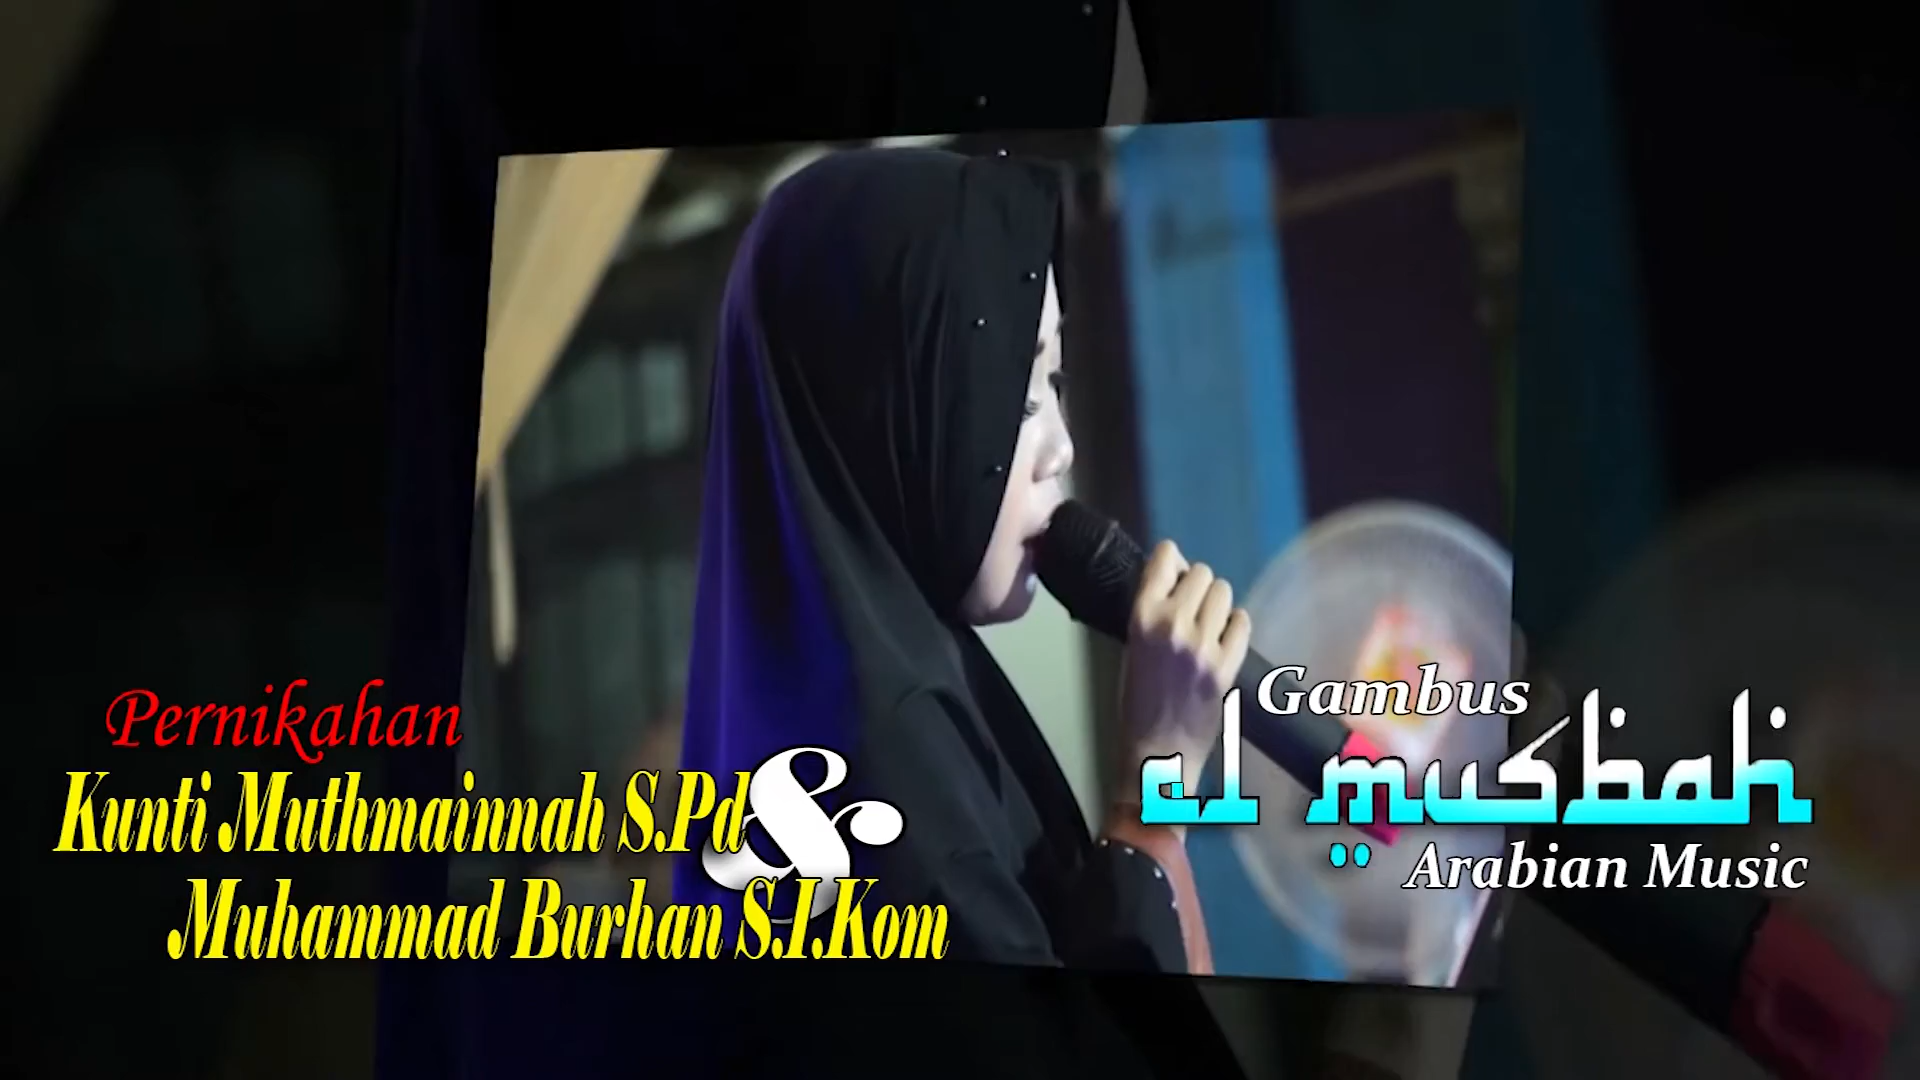 Pernikahan
Kunti Muthmainnah S.Pd
&
Muhammad Burhan S.I.Kom
Gambus
el musbah
Arabian Music